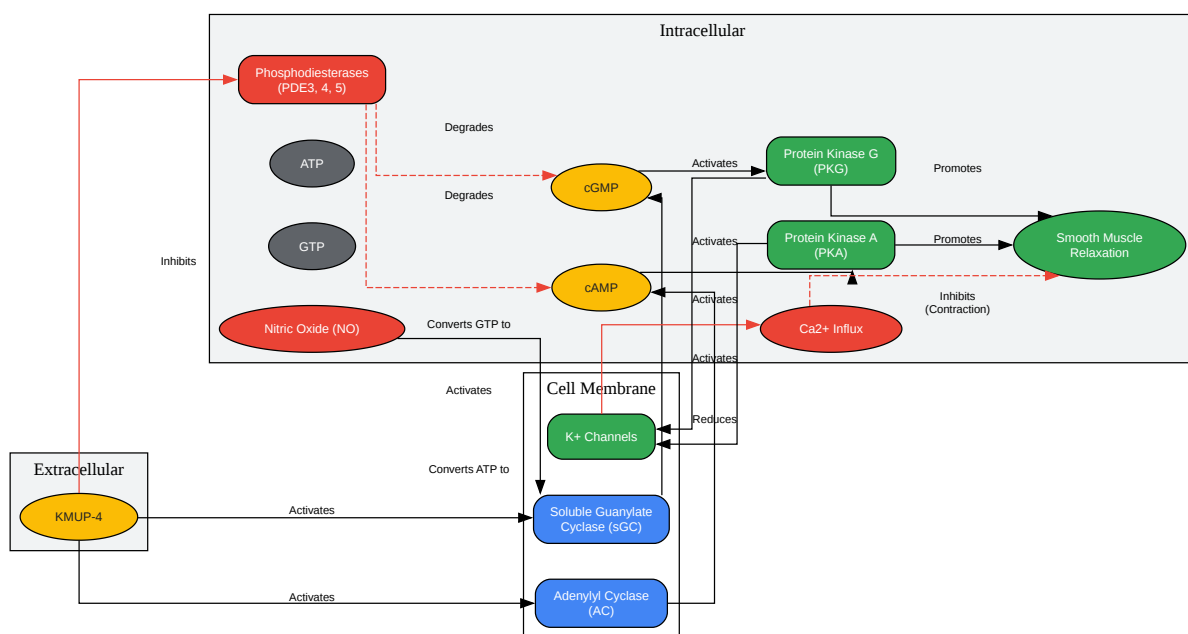 Intracellular
Phosphodiesterases
(PDE3, 4, 5)
Degrades
ATP
Protein Kinase G
(PKG)
Activates
Promotes
cGMP
Degrades
GTP
Protein Kinase A
(PKA)
Activates
Promotes
Smooth Muscle
Relaxation
Inhibits
cAMP
Activates
Inhibits
(Contraction)
Nitric Oxide (NO)
Converts GTP to
Ca2+ Influx
Activates
Cell Membrane
Activates
Reduces
K+ Channels
Extracellular
Converts ATP to
KMUP-4
Activates
Soluble Guanylate
Cyclase (sGC)
Activates
Adenylyl Cyclase
(AC)